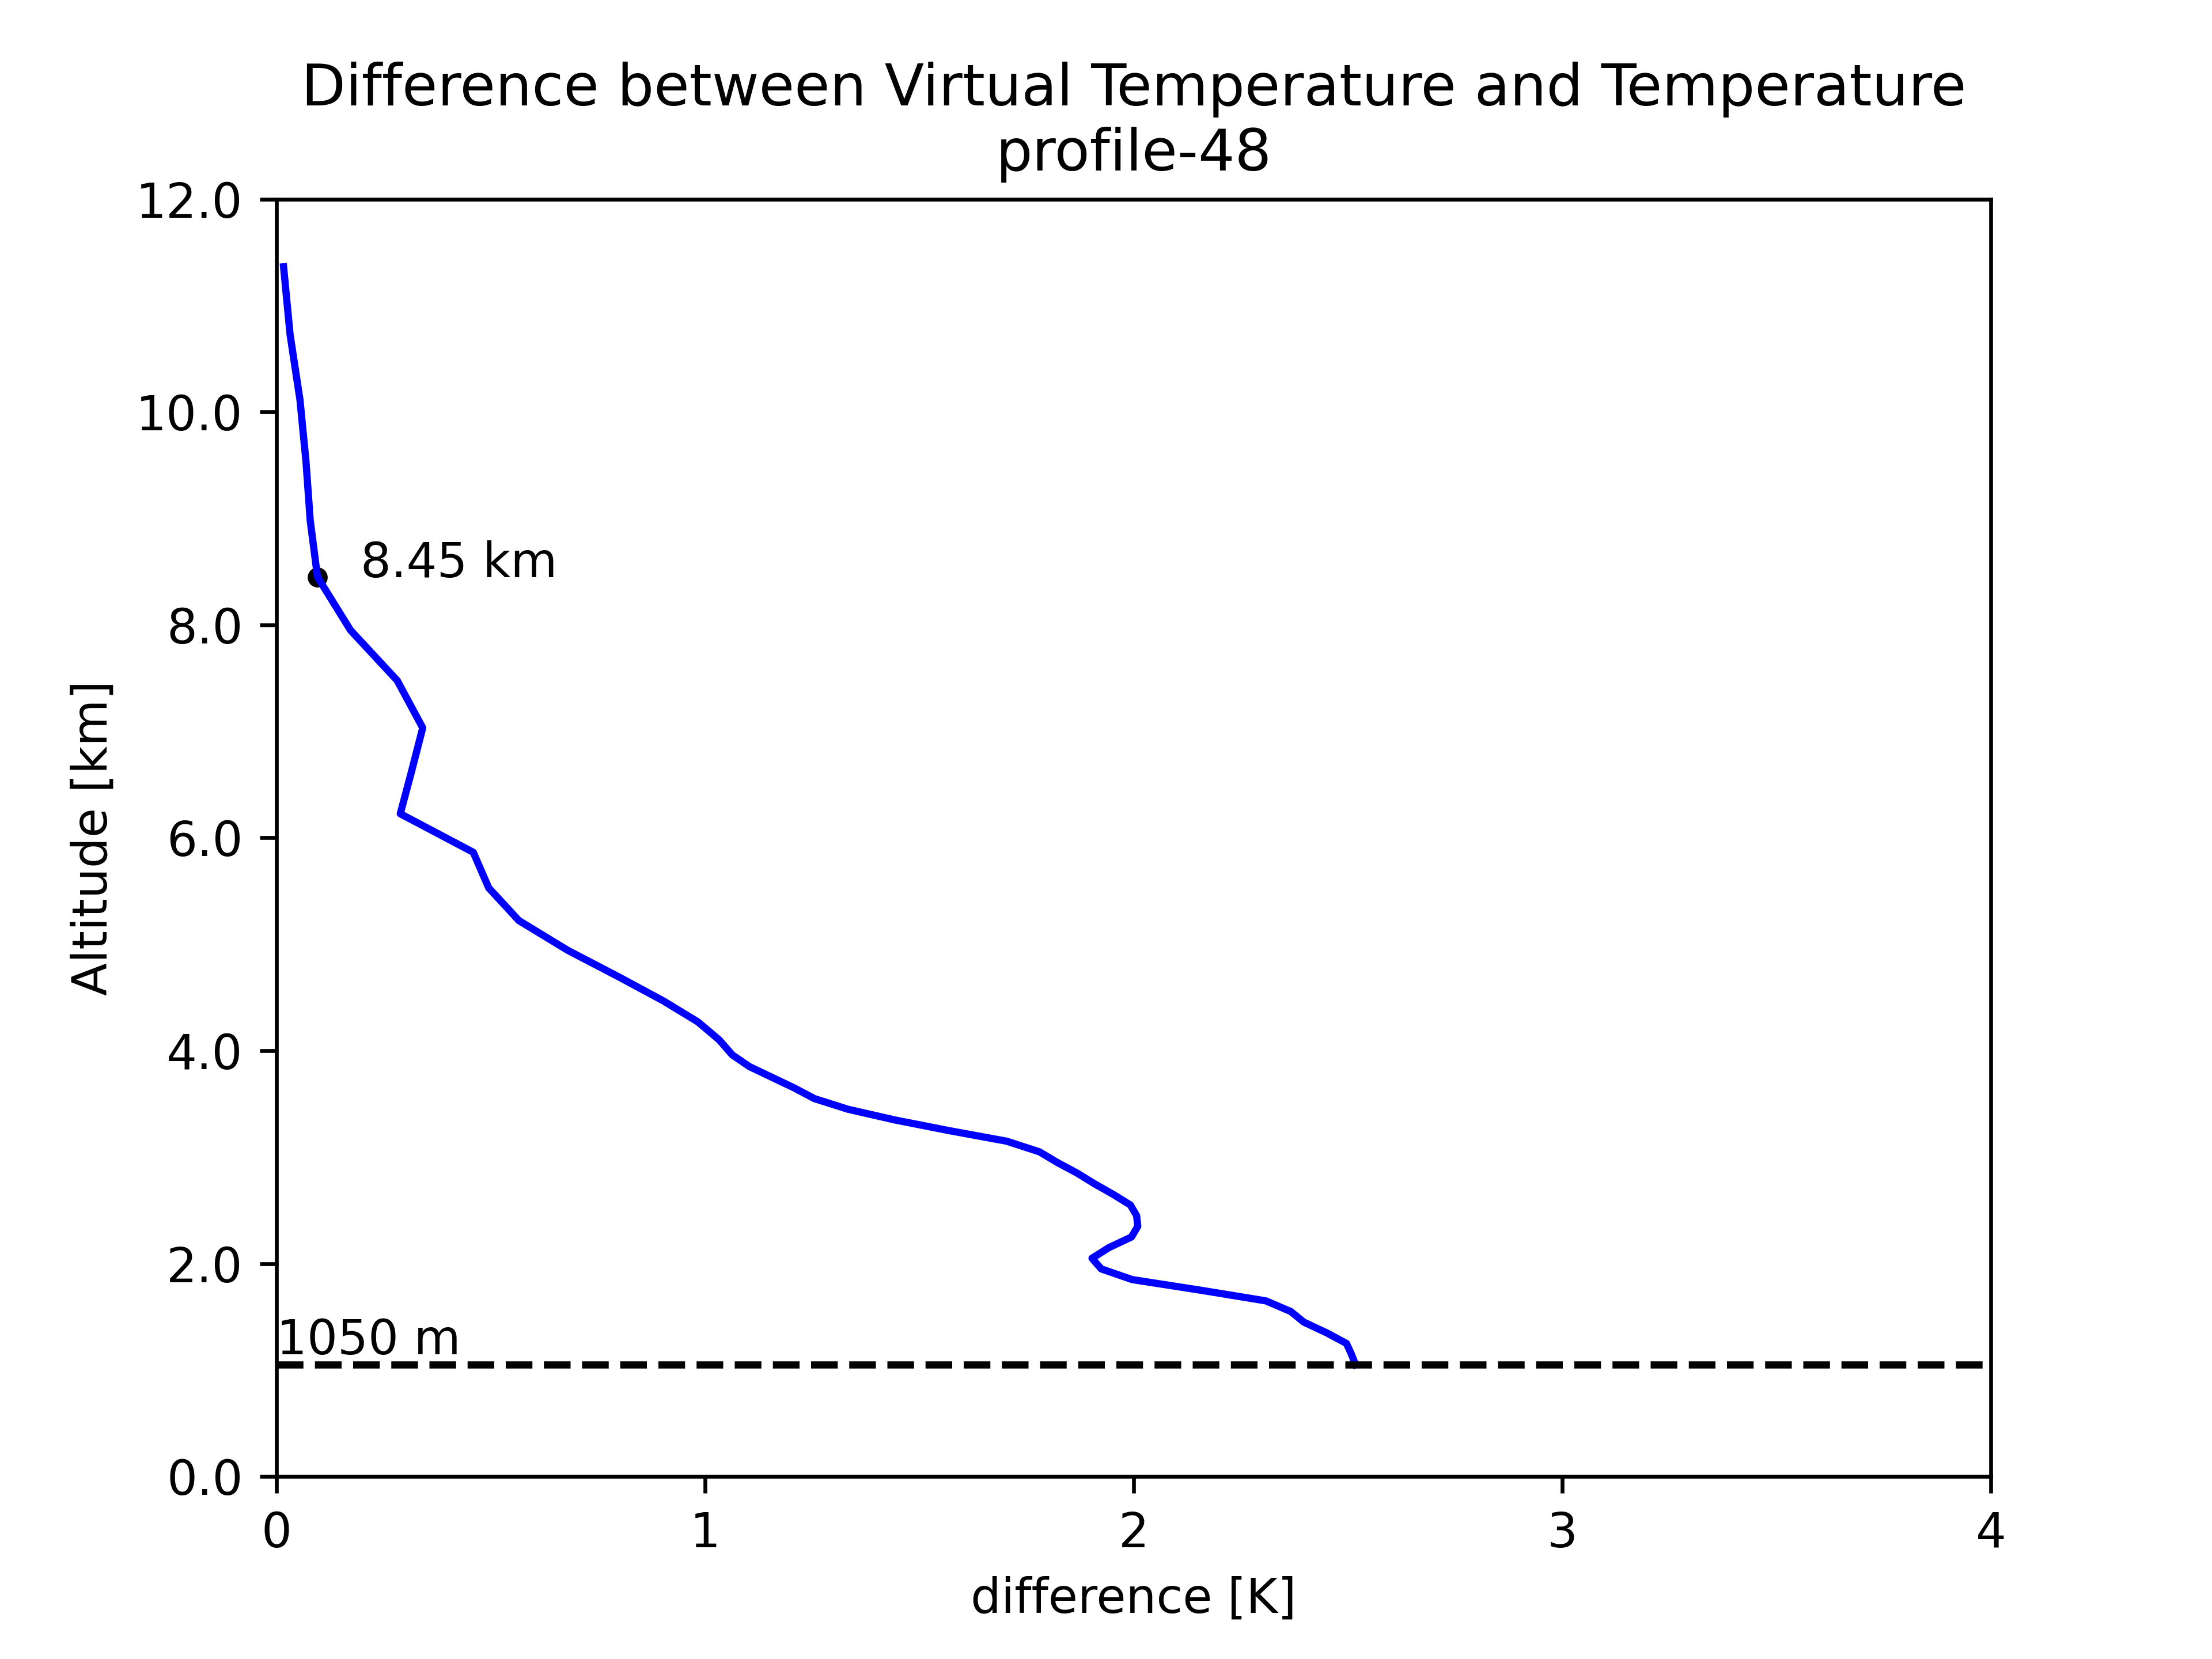 Difference between Virtual Temperature and Temperature
profile-48
12.0
10.0
8.0
6.0
4.0
2.0
0.0
Altitude [km]
8.45 km
1050 m
0 1 2 3 4
difference [K]